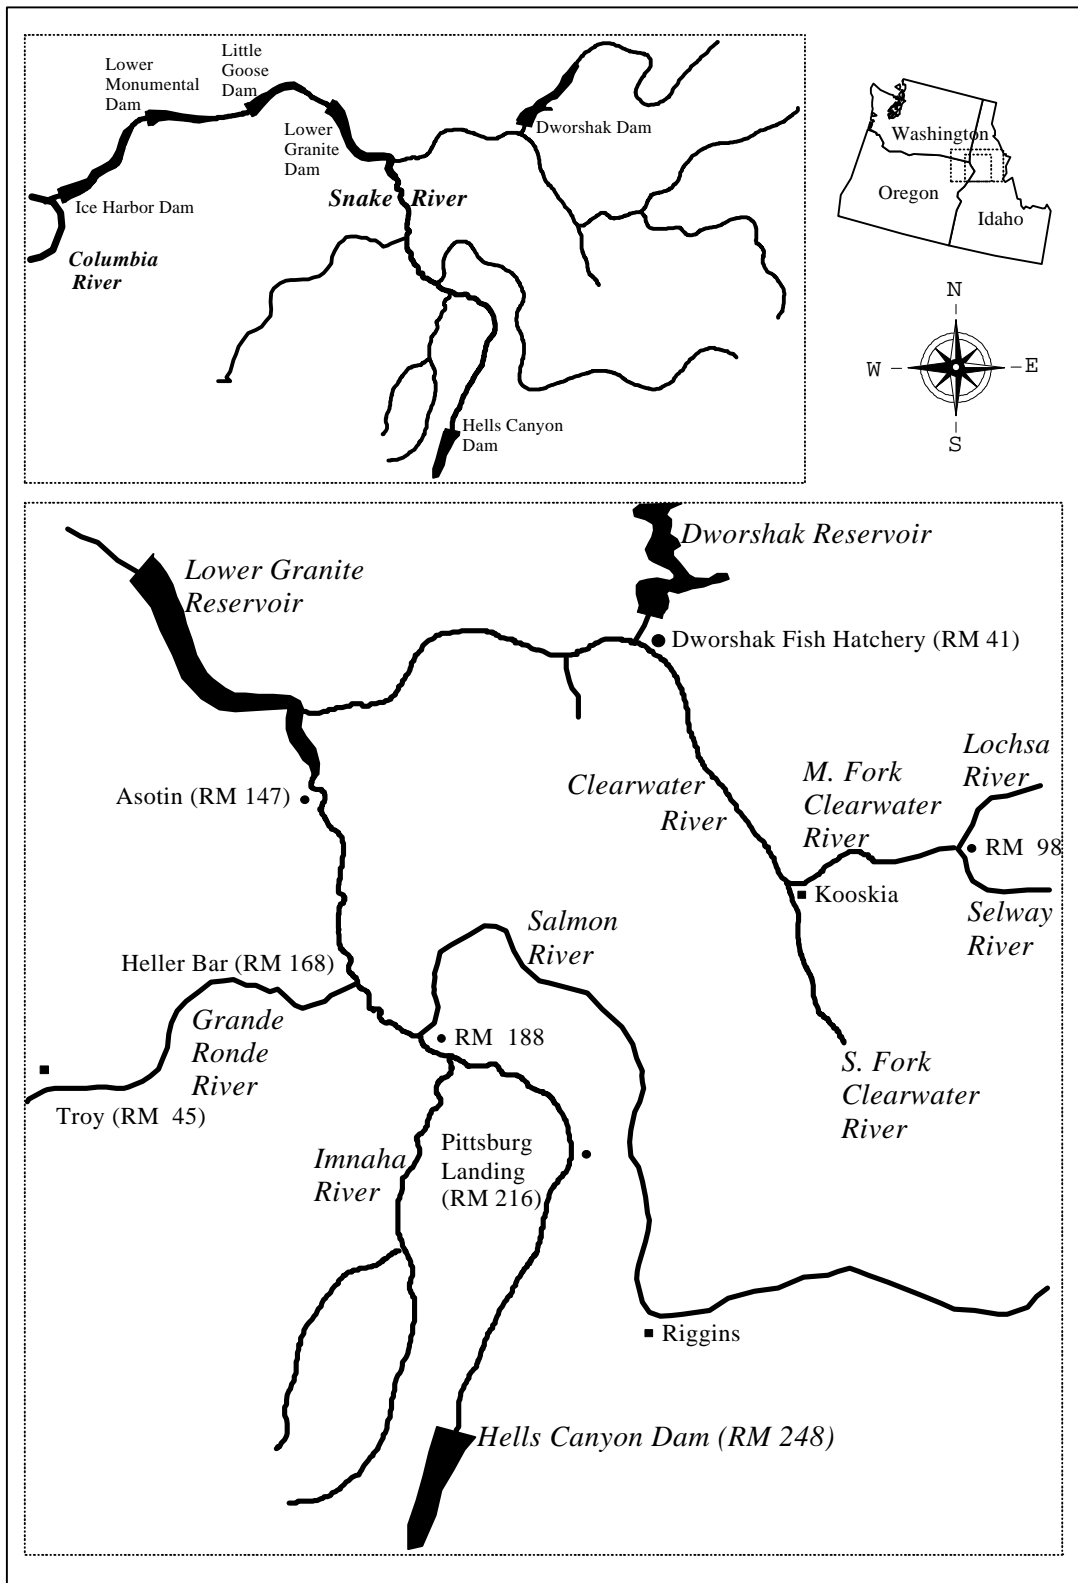 Little
Goose
Dam
Lower
Monumental
Dam
Lower
Granite
Dam
Dworshak Dam
Snake River
Ice Harbor Dam
Columbia
River
Hells Canyon
Dam
Washington
Oregon
Idaho
N
W
E
S
Dworshak Reservoir
Lower Granite
Reservoir
Dworshak Fish Hatchery (RM 41)
Lochsa
River
M. Fork
Clearwater
River
Clearwater
River
Asotin (RM 147)
RM 98
Kooskia
Selway
River
Salmon
River
Heller Bar (RM 168)
Grande
Ronde
River
RM 188
S. Fork
Clearwater
River
Troy (RM 45)
Imnaha
River
Pittsburg
Landing
(RM 216)
Riggins
Hells Canyon Dam (RM 248)